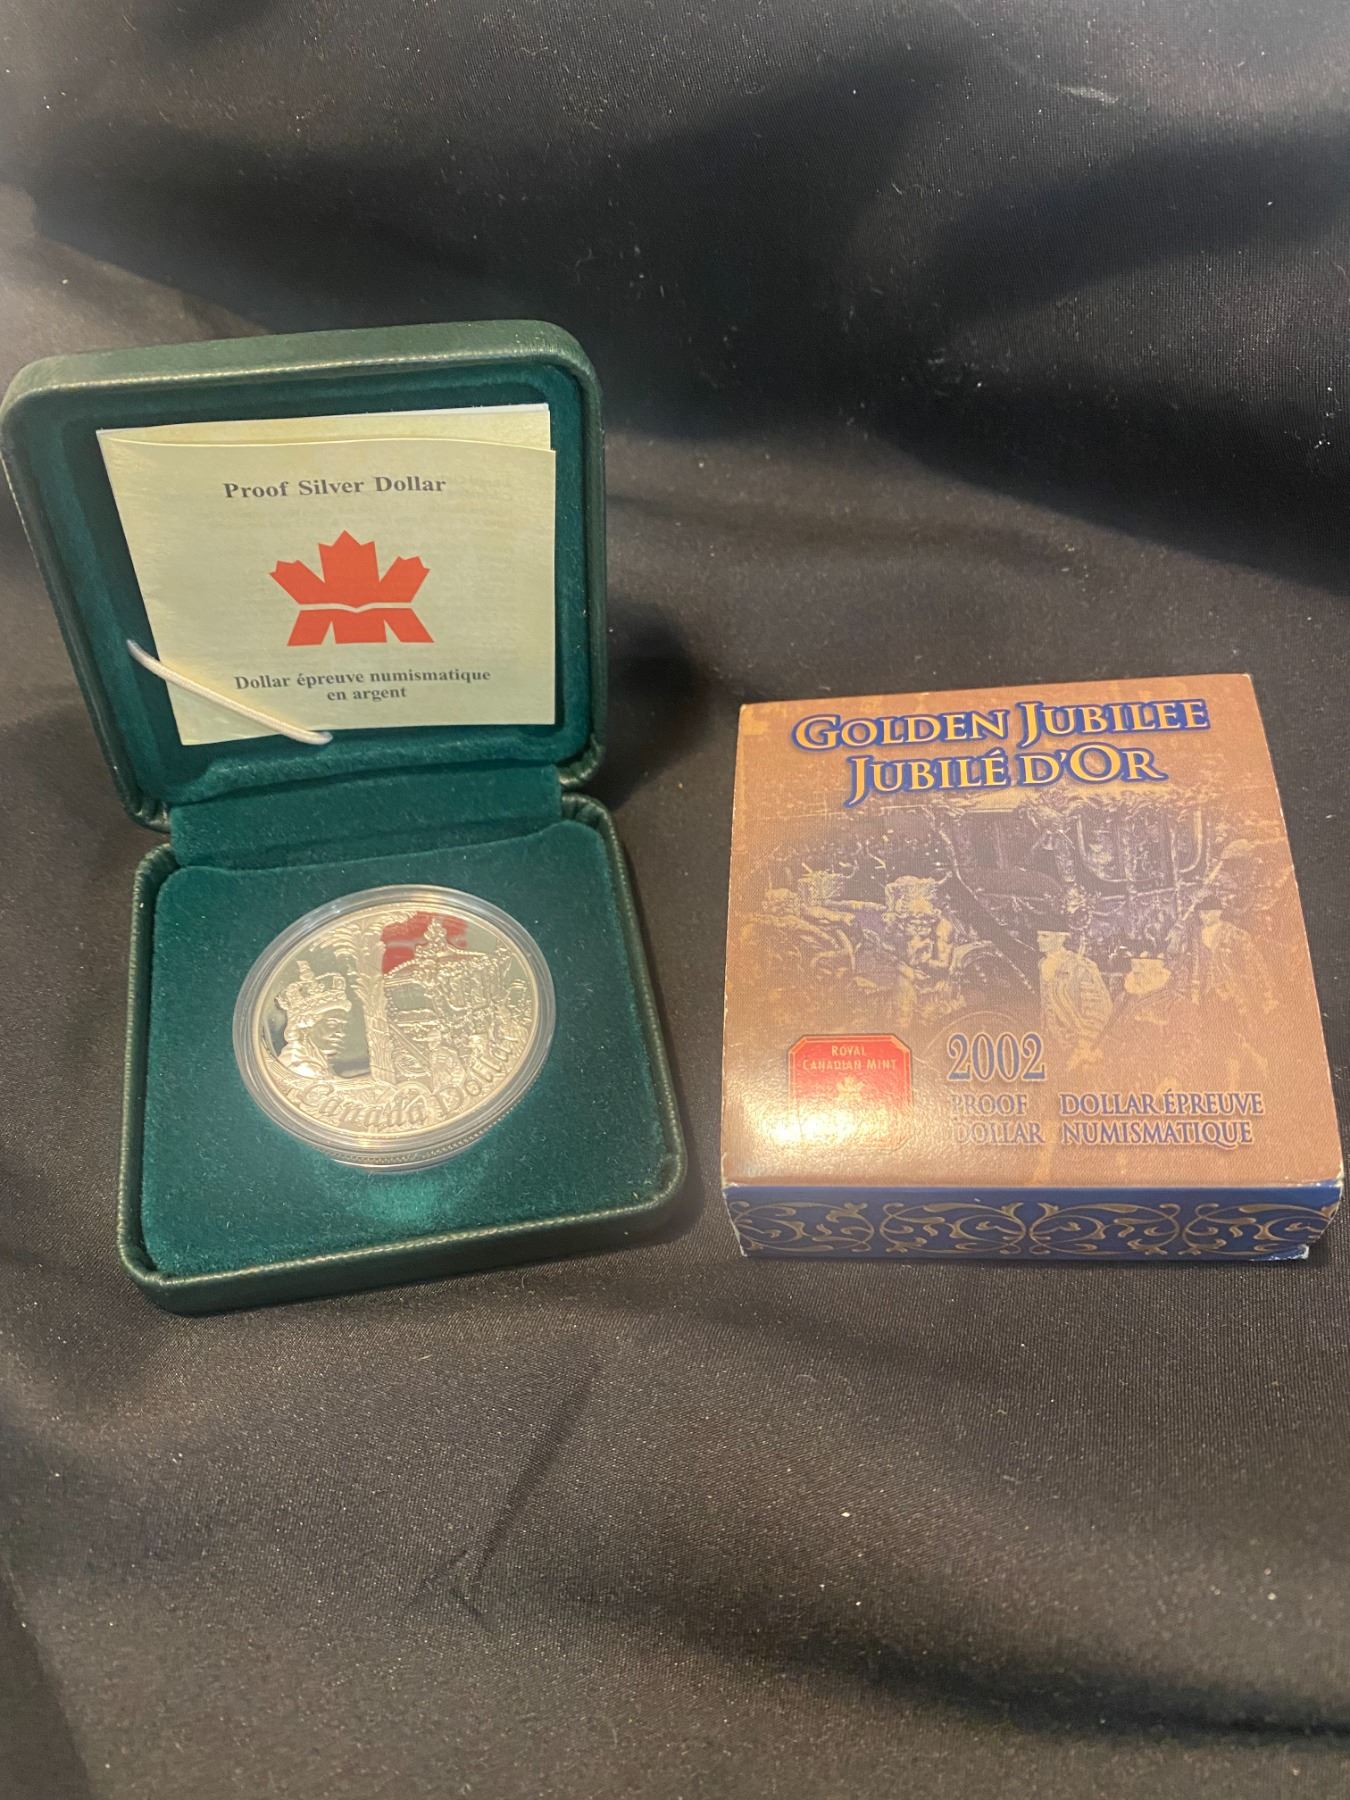 Proof Silver Dollar
Dollar épreuve numismatique
en argent
Canada Dollar
GOLDEN JUBILEE
JUBILÉ D'OR
ROYAL
CANADIAN MINT
2002
PROOF DOLLAR ÉPREUVE
DOLLAR NUMISMATIQUE